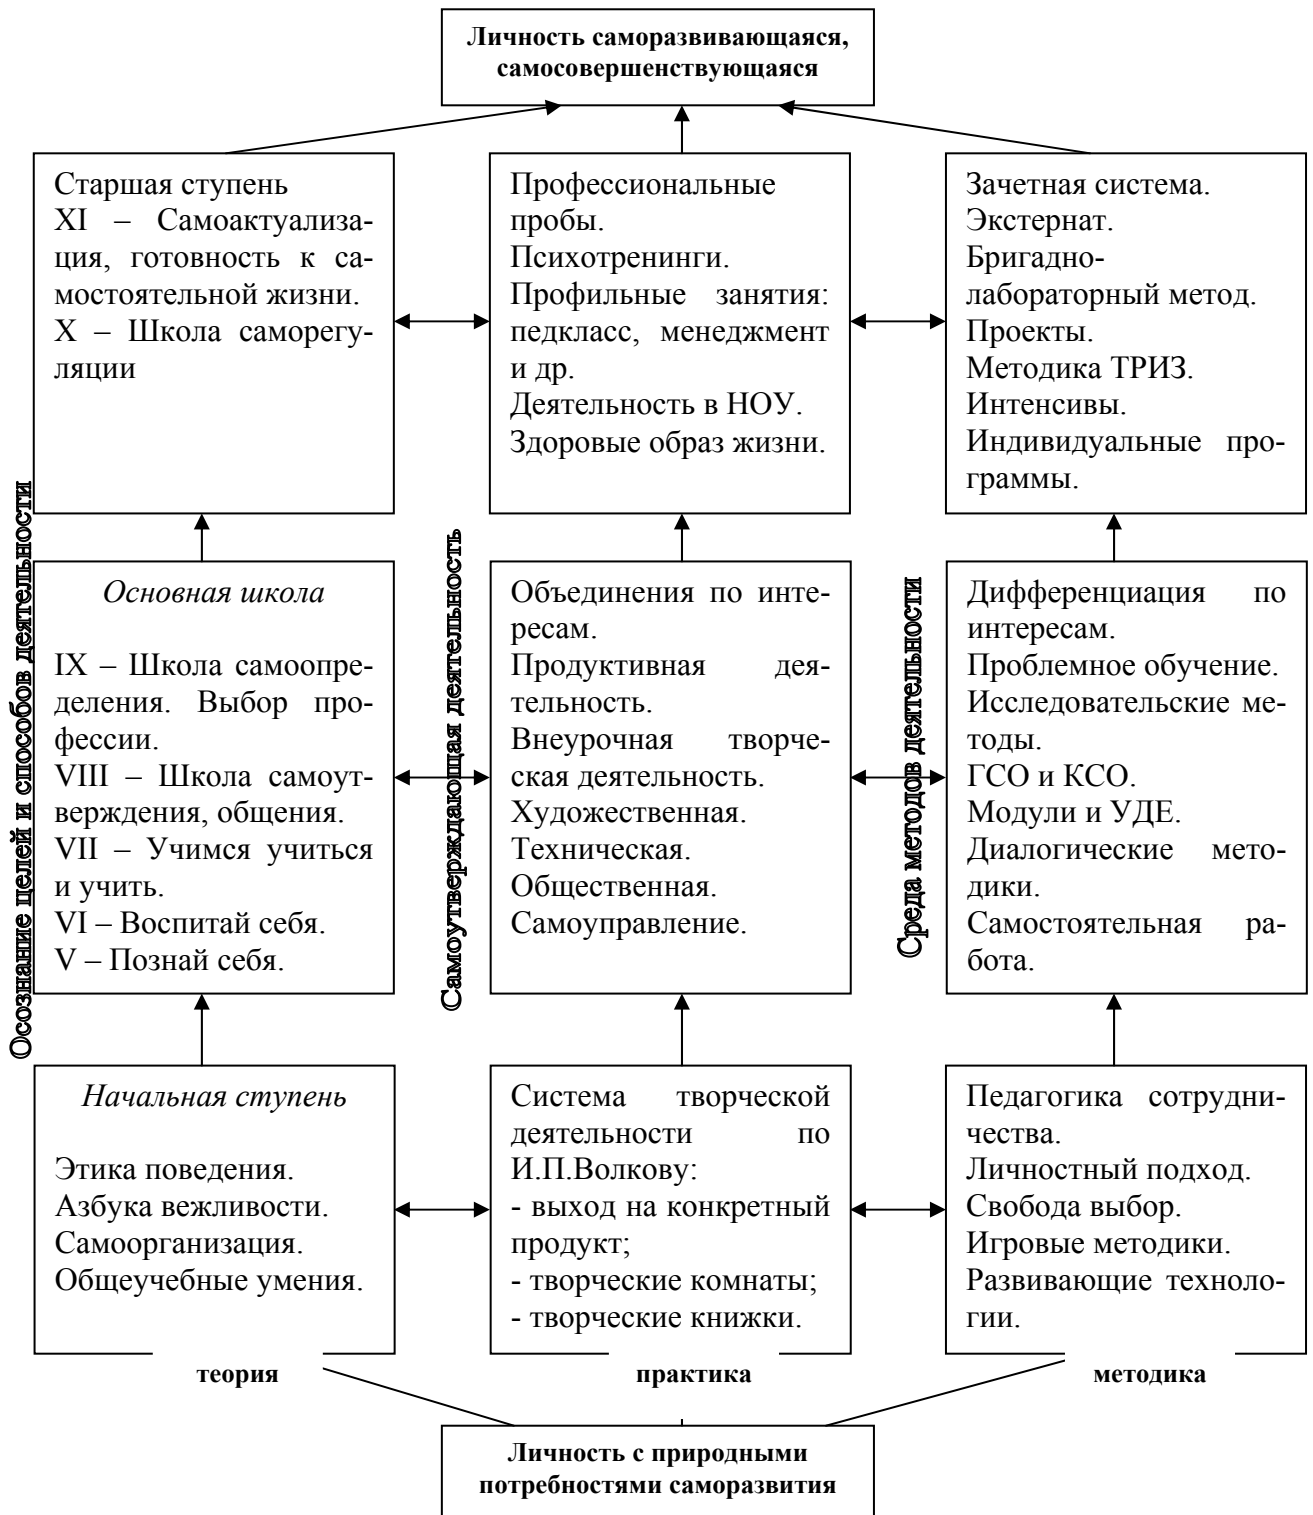 Личность саморазвивающаяся,
самосовершенствующаяся
Старшая ступень
XI – Самоактуализа-
ция, готовность к са-
мостоятельной жизни.
X – Школа саморегу-
ляции
Профессиональные
пробы.
Психотренинги.
Профильные занятия:
педкласс, менеджмент
и др.
Деятельность в НОУ.
Здоровые образ жизни.
Зачетная система.
Экстернат.
Бригадно-
лабораторный метод.
Проекты.
Методика ТРИЗ.
Интенсивы.
Индивидуальные про-
граммы.
Осознание целей и способов деятельности
Основная школа
IX – Школа самоопре-
деления. Выбор про-
фессии.
VIII – Школа самоут-
верждения, общения.
VII – Учимся учиться
и учить.
VI – Воспитай себя.
V – Познай себя.
Самоутверждающая деятельность
Объединения по инте-
ресам.
Продуктивная дея-
тельность.
Внеурочная творче-
ская деятельность.
Художественная.
Техническая.
Общественная.
Самоуправление.
Среда методов деятельности
Дифференциация по
интересам.
Проблемное обучение.
Исследовательские ме-
тоды.
ГСО и КСО.
Модули и УДЕ.
Диалогические мето-
дики.
Самостоятельная ра-
бота.
Начальная ступень
Этика поведения.
Азбука вежливости.
Самоорганизация.
Общеучебные умения.
Система творческой
деятельности по
И.П.Волкову:
- выход на конкретный
продукт;
- творческие комнаты;
- творческие книжки.
Педагогика сотрудни-
чества.
Личностный подход.
Свобода выбор.
Игровые методики.
Развивающие техноло-
гии.
теория
практика
методика
Личность с природными
потребностями саморазвития